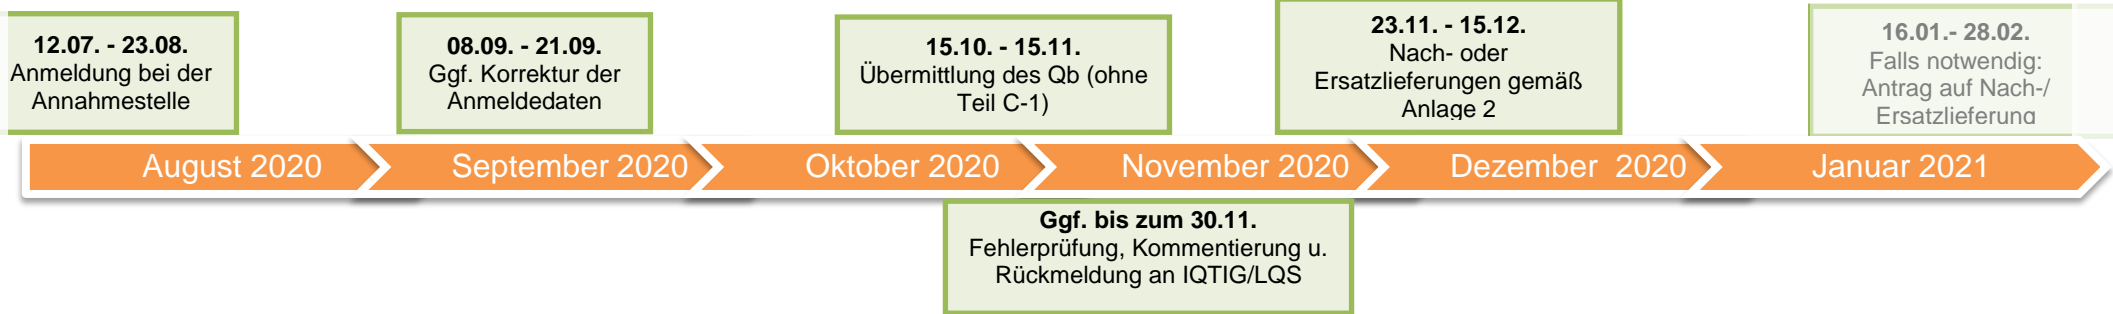 12.07. - 23.08.
Anmeldung bei der
Annahmestelle
08.09. - 21.09.
Ggf. Korrektur der
Anmeldedaten
15.10. - 15.11.
Übermittlung des Qb (ohne
Teil C-1)
23.11. - 15.12.
Nach- oder
Ersatzlieferungen gemäß
Anlage 2
16.01.- 28.02.
Falls notwendig:
Antrag auf Nach-/
Ersatzlieferung
August 2020
September 2020
Oktober 2020
November 2020
Dezember 2020
Januar 2021
Ggf. bis zum 30.11.
Fehlerprüfung, Kommentierung u.
Rückmeldung an IQTIG/LQS